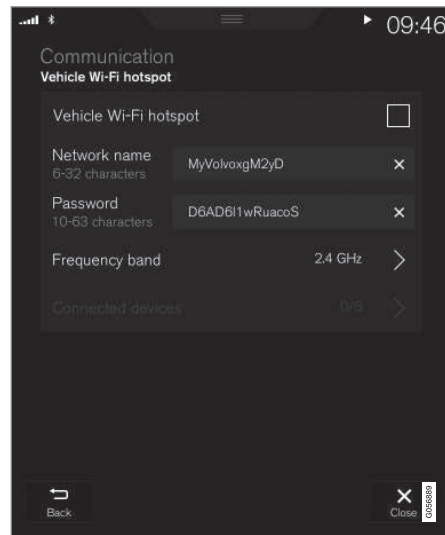 09:46
Communication
Vehicle Wi-Fi hotspot
Vehicle Wi-Fi hotspot
Network name
6-32 characters
MyVolvoxgM2yD
Password
10-63 characters
D6AD6I1wRuacoS
Frequency band
2.4 GHz
Connected devices
0/8
Back
Close
G056889